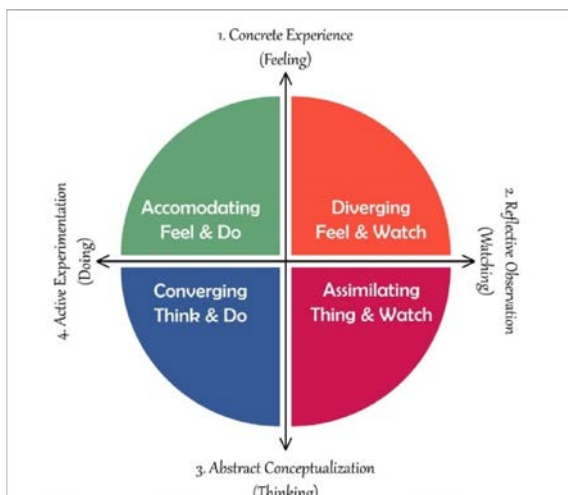 1. Concrete Experience
(Feeling)
Accomodating
Feel & Do
Diverging
Feel & Watch
4. Active Experimentation
(Doing)
2. Reflective Observation
(Watching)
Converging
Think & Do
Assimilating
Thing & Watch
3. Abstract Conceptualization
(Thinking)